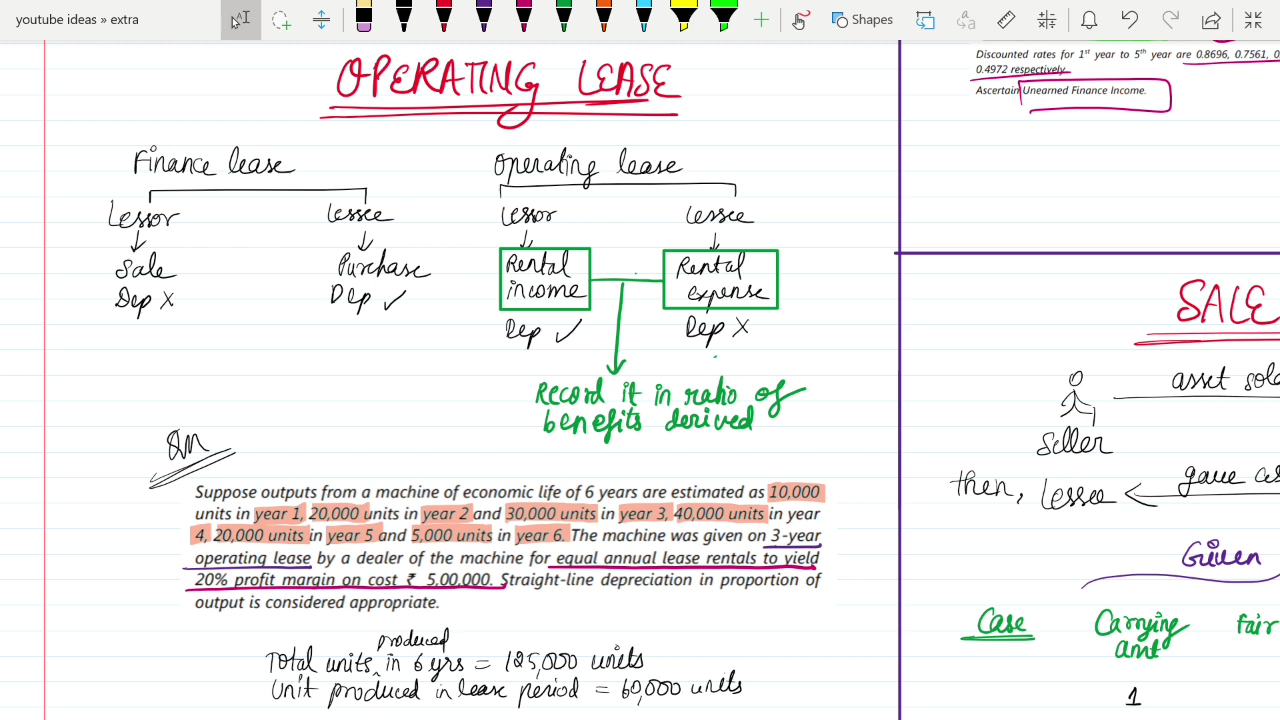 youtube ideas » extra
Shapes
OPERATING LEASE
Finance lease
Lessor
Lessee
Sale
Purchase
Dep X
Dep ✓
Operating lease
Lessor
Lessee
Rental income
Rental expense
Dep ✓
Dep X
Record it in ratio of
benefits derived
Qn
Suppose outputs from a machine of economic life of 6 years are estimated as 10,000
units in year 1, 20,000 units in year 2 and 30,000 units in year 3, 40,000 units in year
4, 20,000 units in year 5 and 5,000 units in year 6. The machine was given on 3-year
operating lease by a dealer of the machine for equal annual lease rentals to yield
20% profit margin on cost ₹ 5,00,000. Straight-line depreciation in proportion of
output is considered appropriate.
Total units produced in 6 yrs = 125,000 units
Unit produced in lease period = 60,000 units
Discounted rates for 1st year to 5th year are 0.8696, 0.7561, 0
0.4972 respectively
Ascertain Unearned Finance Income.
SALE
asset sol
Seller
then, Lessee
gave
Given
Case
Carrying amt
fair
1